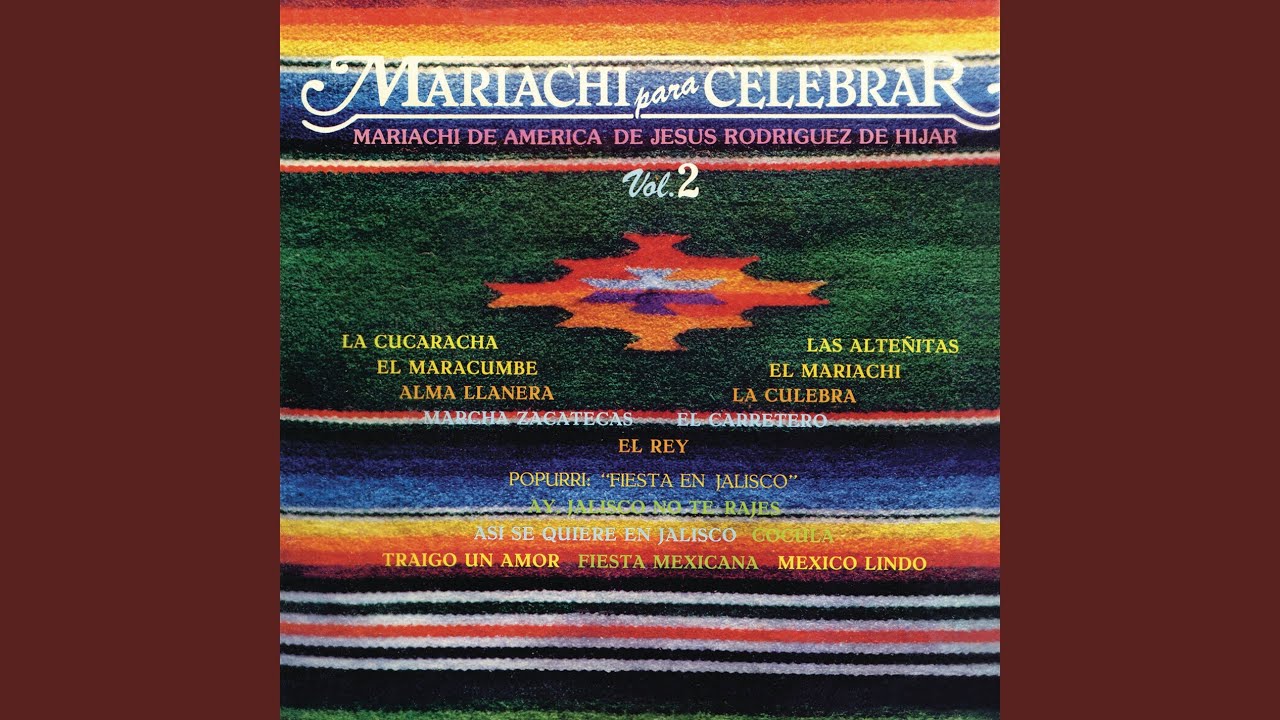 MARIACHI para CELEBRAR
MARIACHI DE AMERICA DE JESUS RODRIGUEZ DE HIJAR
Vol. 2
LA CUCARACHA LAS ALTEÑITAS
EL MARACUMBE EL MARIACHI
ALMA LLANERA LA CULEBRA
MARCHA ZACATECAS EL CARRETERO
EL REY
POPURRI: "FIESTA EN JALISCO"
AY, JALISCO NO TE RAJES
ASI SE QUIERE EN JALISCO COCULA
TRAIGO UN AMOR FIESTA MEXICANA MEXICO LINDO